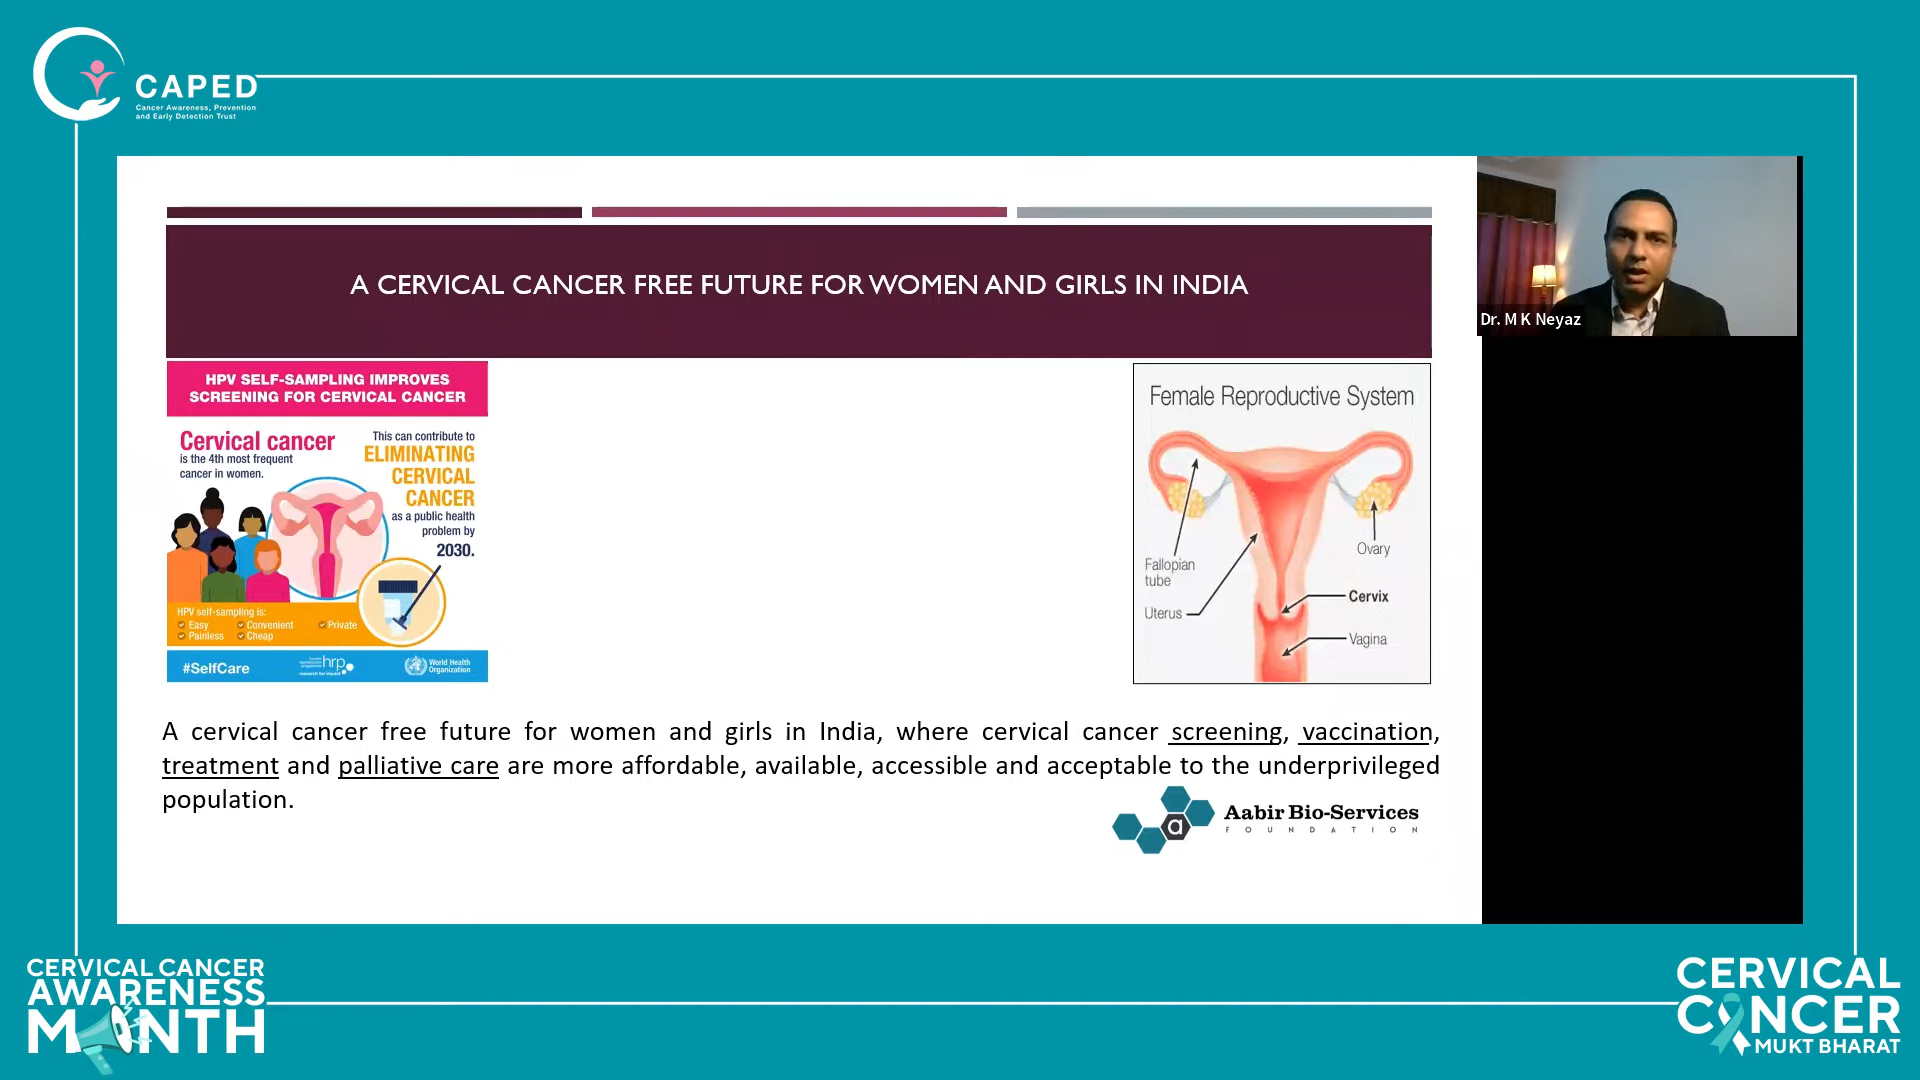 CAPED
Cancer Awareness, Prevention
and Early Detection Trust
A CERVICAL CANCER FREE FUTURE FOR WOMEN AND GIRLS IN INDIA
Dr. M K Neyaz
HPV SELF-SAMPLING IMPROVES
SCREENING FOR CERVICAL CANCER
Cervical cancer
is the 4th most frequent
cancer in women.
This can contribute to
ELIMINATING
CERVICAL
CANCER
as a public health
problem by
2030.
HPV self-sampling is:
Easy
Convenient
Private
Painless
Cheap
#SelfCare
hrp
research for impact
World Health
Organization
Female Reproductive System
Fallopian
tube
Uterus
Ovary
Cervix
Vagina
A cervical cancer free future for women and girls in India, where cervical cancer screening, vaccination,
treatment and palliative care are more affordable, available, accessible and acceptable to the underprivileged
population.
a
Aabir Bio-Services
FOUNDATION
CERVICAL CANCER
AWARENESS
MONTH
CERVICAL
CANCER
MUKT BHARAT